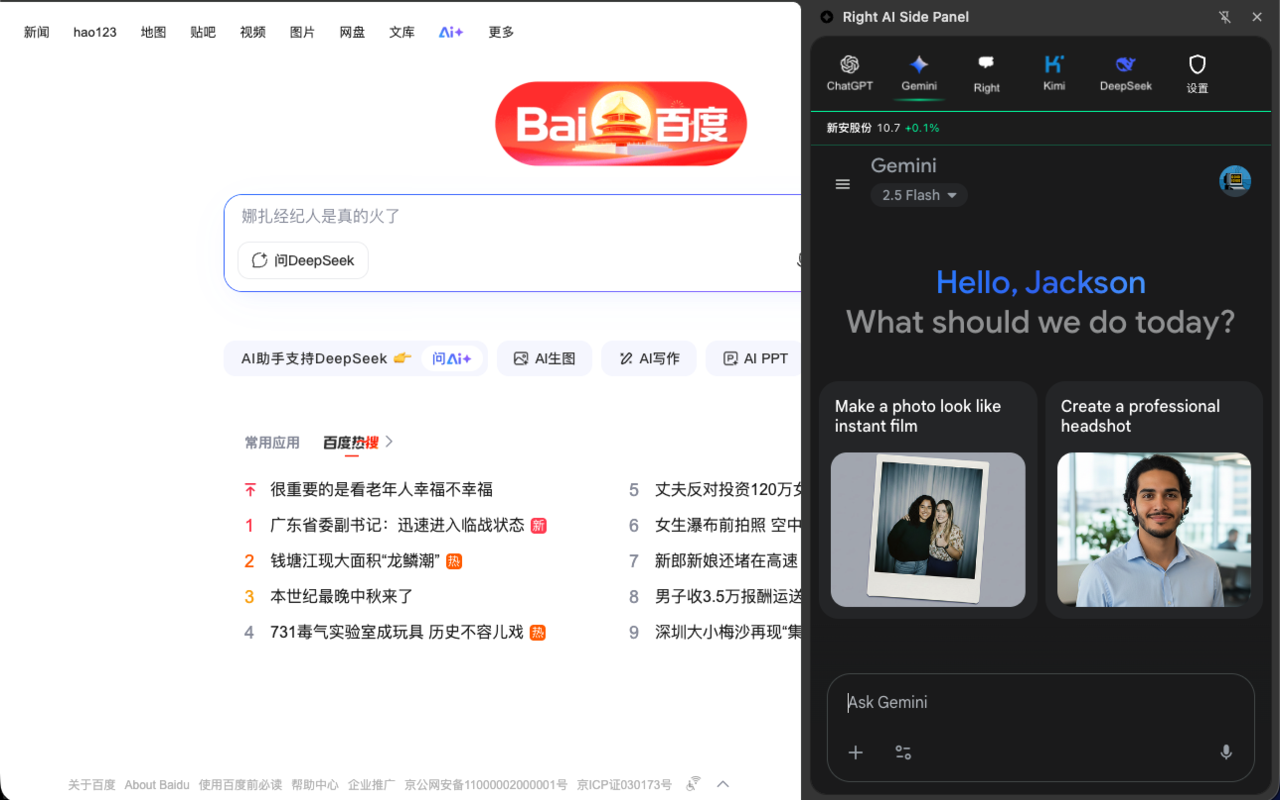 新闻 hao123 地图 贴吧 视频 图片 网盘 文库 Ai+ 更多
Bai 百度
娜扎经纪人是真的火了
问DeepSeek
AI助手支持DeepSeek 问Ai+ AI生图 AI写作 AI PPT
常用应用 百度热搜
很重要的是看老年人幸福不幸福
1 广东省委副书记：迅速进入临战状态 新
2 钱塘江现大面积“龙鳞潮” 热
3 本世纪最晚中秋来了
4 731毒气实验室成玩具 历史不容儿戏 热
5 丈夫反对投资120万
6 女生瀑布前拍照 空中
7 新郎新娘还堵在高速
8 男子收3.5万报酬运送
9 深圳大小梅沙再现“集
关于百度 About Baidu 使用百度前必读 帮助中心 企业推广 京公网安备11000002000001号 京ICP证030173号
Right AI Side Panel
ChatGPT Gemini Right Kimi DeepSeek 设置
新安股份 10.7 +0.1%
Gemini
2.5 Flash
Hello, Jackson
What should we do today?
Make a photo look like
instant film
Create a professional
headshot
Ask Gemini